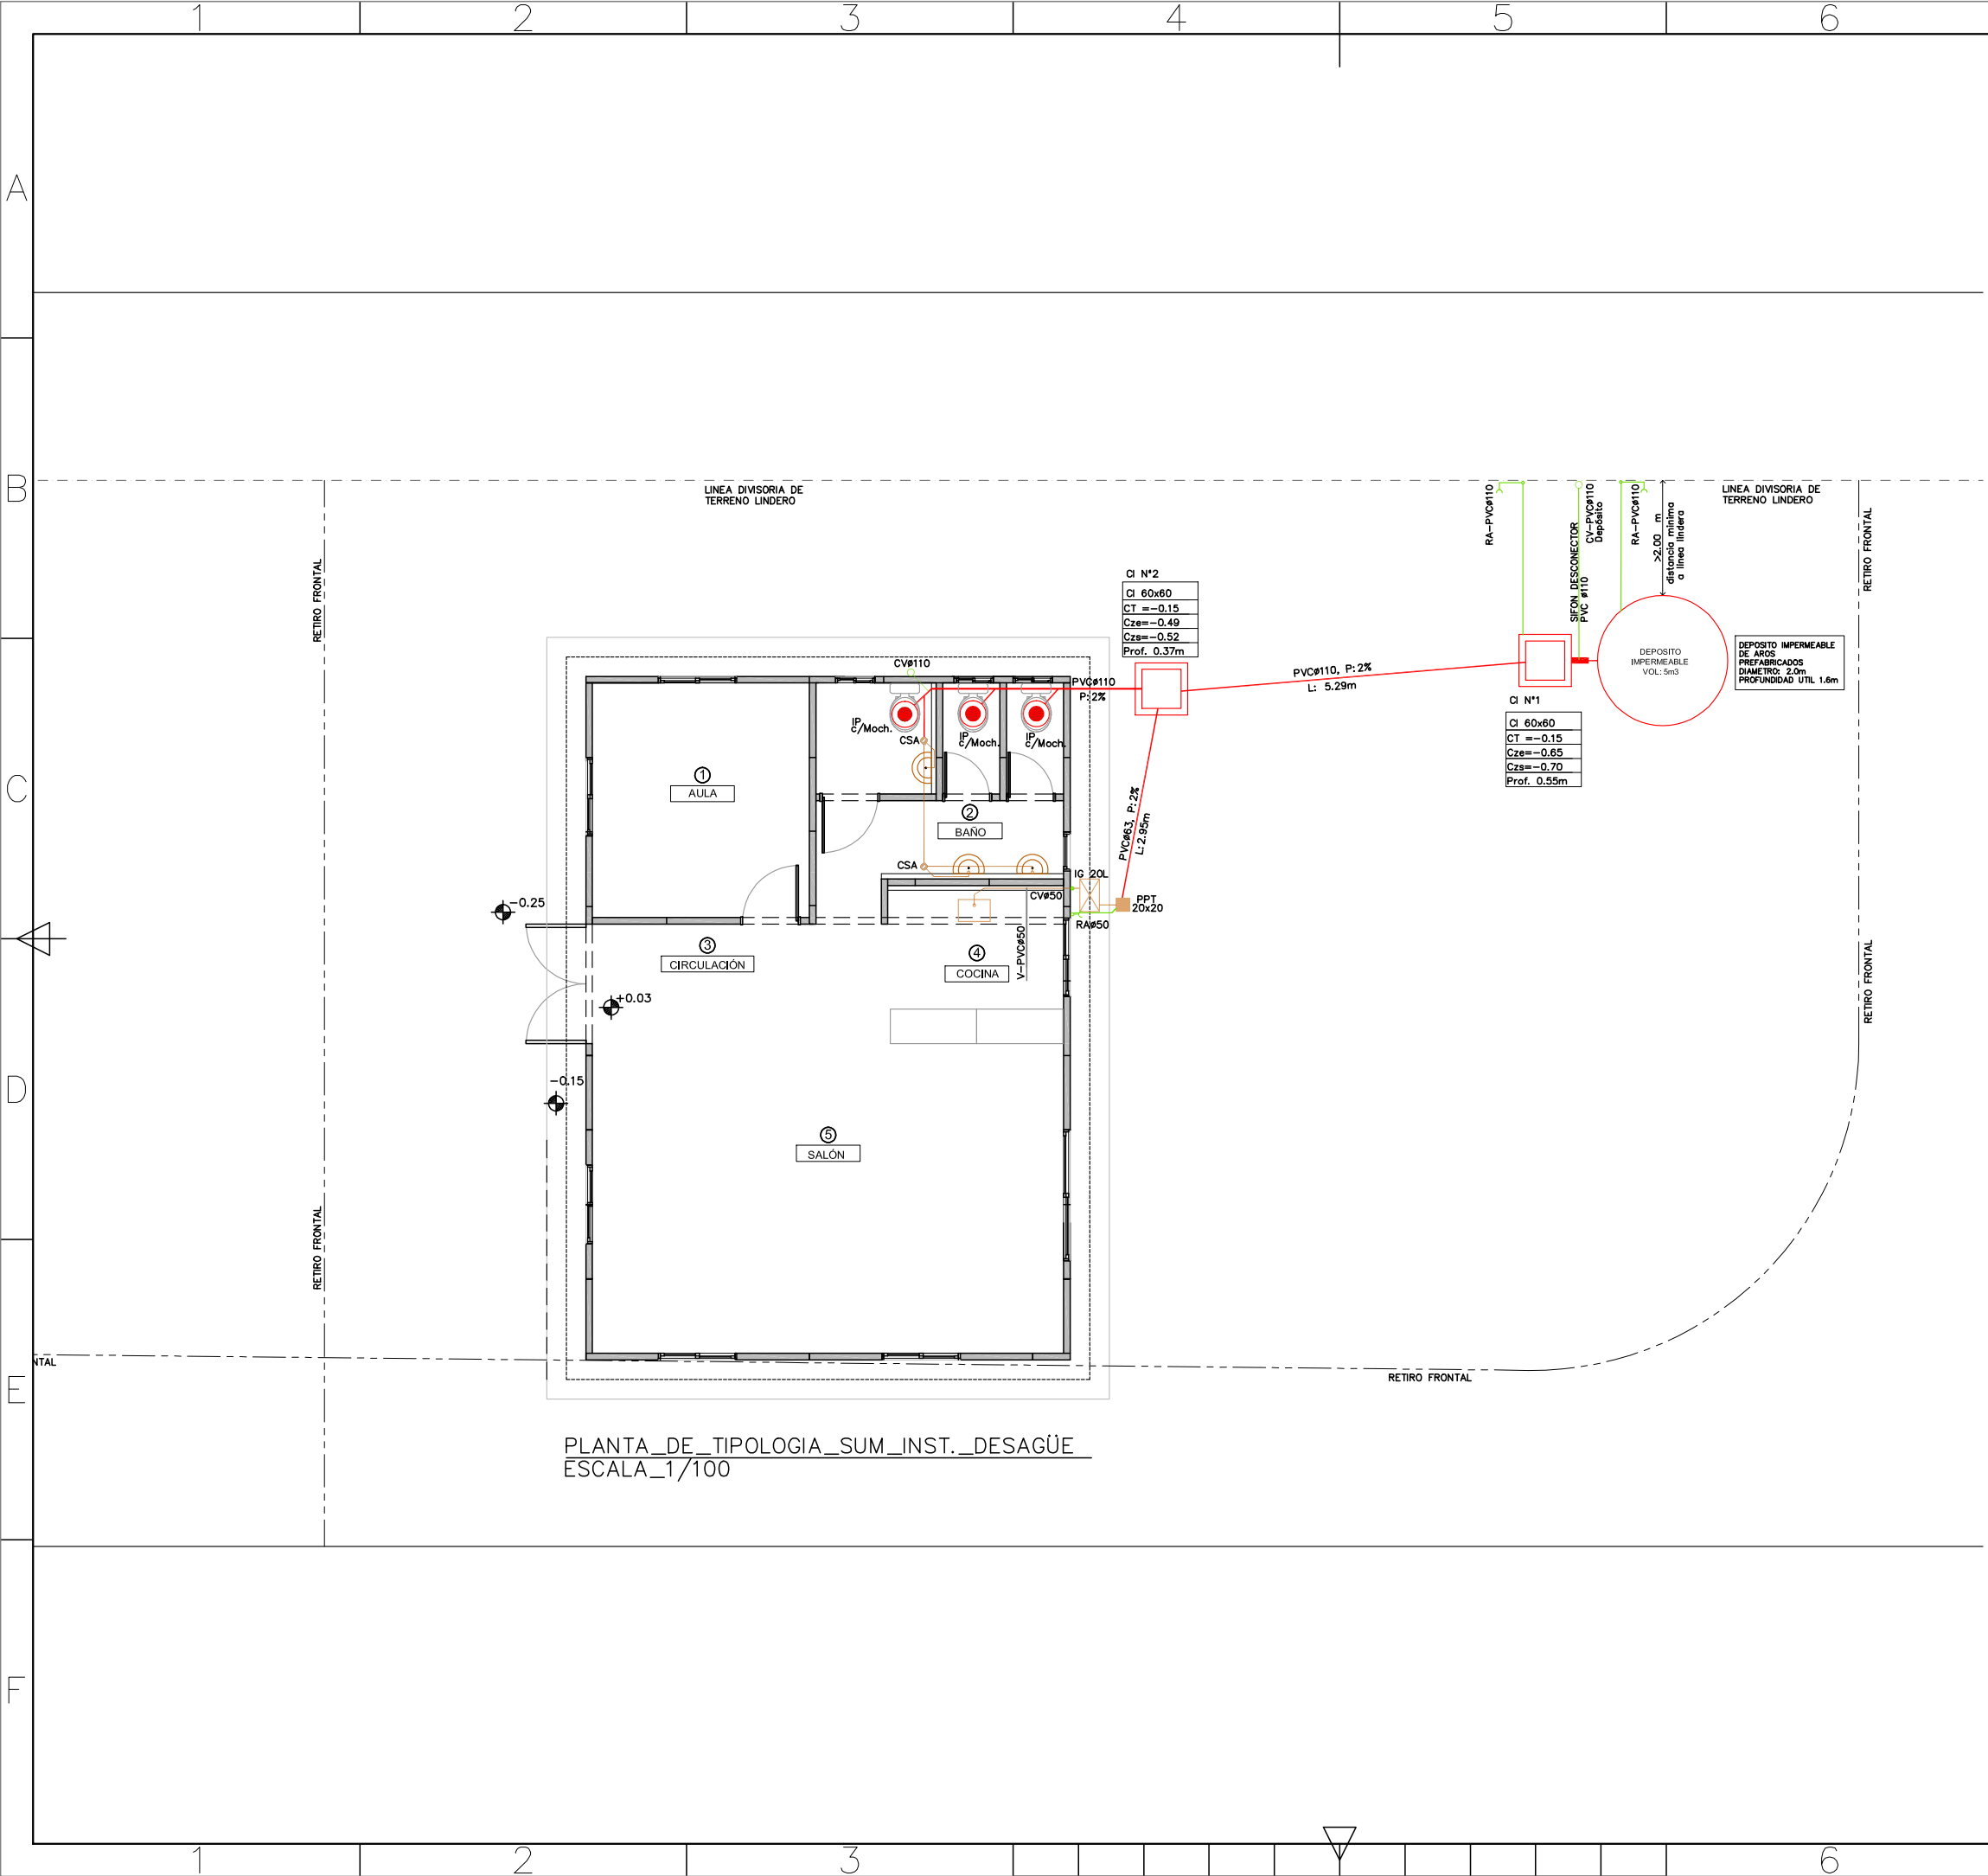 1
2
3
4
5
6
A
B
C
D
E
F
LINEA DIVISORIA DE
TERRENO LINDERO
LINEA DIVISORIA DE
TERRENO LINDERO
RA-PVCø110
SIFON DESCONECTOR
PVC ø110
CV-PVCø110
Depósito
RA-PVCø110
>2.00 m
distancia mínima
a línea lindera
RETIRO FRONTAL
RETIRO FRONTAL
CI N°2
CI 60x60
CT =-0.15
Cze=-0.49
Czs=-0.52
Prof. 0.37m
DEPOSITO
IMPERMEABLE
VOL: 5m3
DEPOSITO IMPERMEABLE
DE AROS
PREFABRICADOS
DIAMETRO: 2.0m
PROFUNDIDAD UTIL 1.6m
CVø110
PVCø110
P:2%
PVCø110, P:2%
L: 5.29m
CI N°1
CI 60x60
CT =-0.15
Cze=-0.65
Czs=-0.70
Prof. 0.55m
IP
c/Moch.
CSA
IP
c/Moch.
IP
c/Moch.
1
AULA
2
BAÑO
PVCø63, P:2%
L:2.95m
CSA
IG 20L
CVø50
PPT
20x20
RAø50
-0.25
3
CIRCULACIÓN
4
COCINA
V-PVCø50
+0.03
-0.15
5
SALÓN
RETIRO FRONTAL
RETIRO FRONTAL
NTAL
RETIRO FRONTAL
PLANTA_DE_TIPOLOGIA_SUM_INST._DESAGÜE
ESCALA_1/100
1
2
3
6